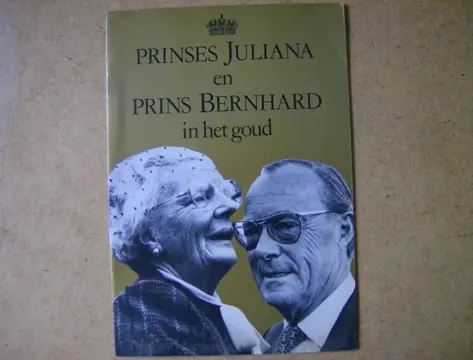 PRINSES JULIANA
en
PRINS BERNHARD
in het goud